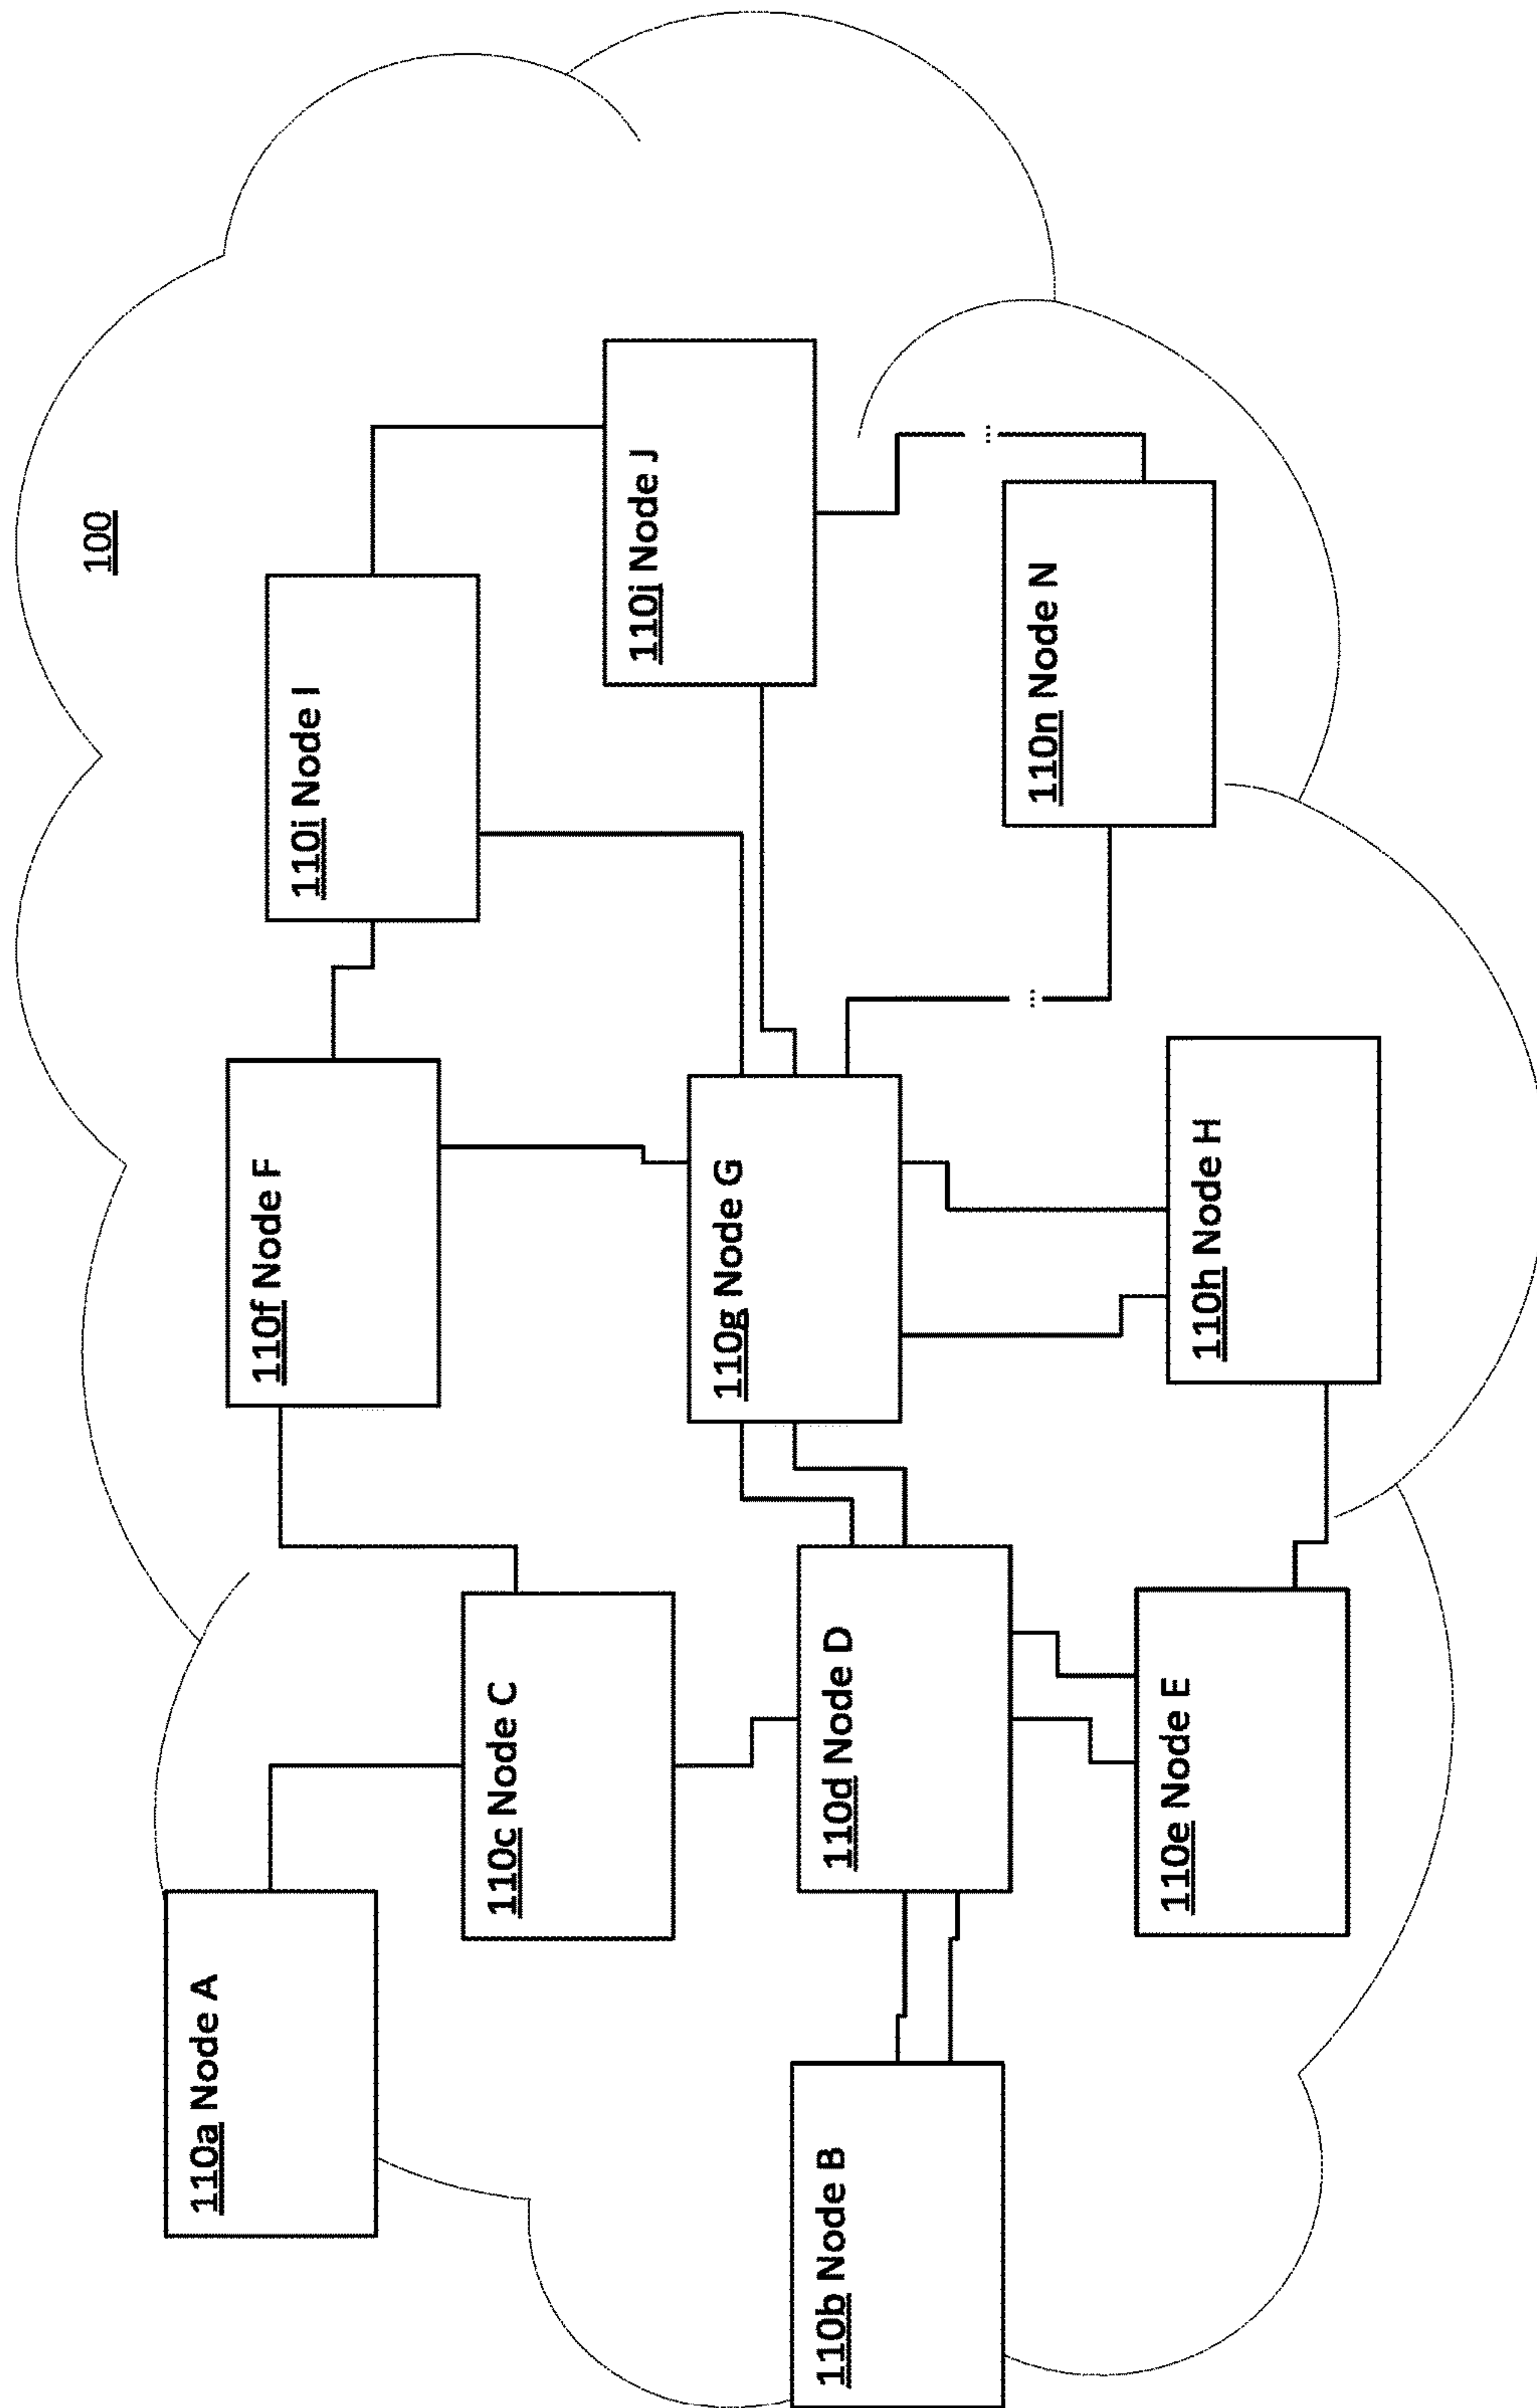 100
110a Node A
110b Node B
110c Node C
110d Node D
110e Node E
110f Node F
110g Node G
110h Node H
110i Node I
110j Node J
110n Node N
...
...